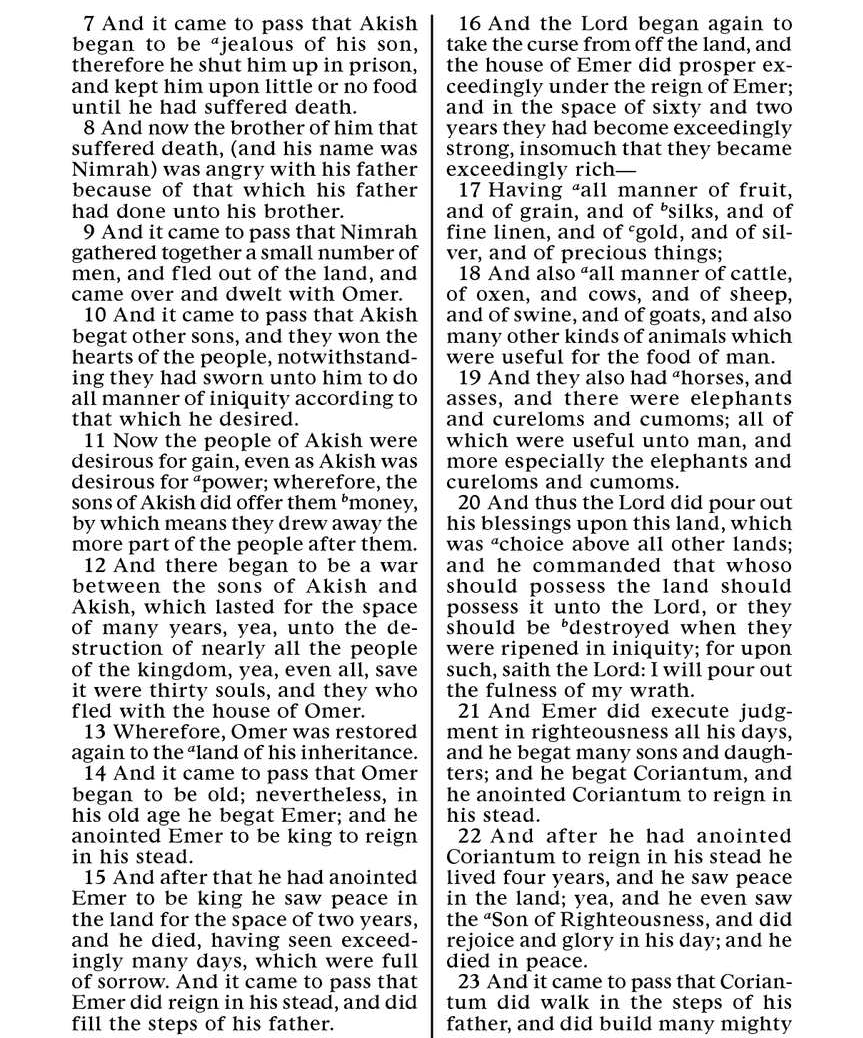 7 And it came to pass that Akish
began to be ᵃjealous of his son,
therefore he shut him up in prison,
and kept him upon little or no food
until he had suffered death.
8 And now the brother of him that
suffered death, (and his name was
Nimrah) was angry with his father
because of that which his father
had done unto his brother.
9 And it came to pass that Nimrah
gathered together a small number of
men, and fled out of the land, and
came over and dwelt with Omer.
10 And it came to pass that Akish
begat other sons, and they won the
hearts of the people, notwithstand-
ing they had sworn unto him to do
all manner of iniquity according to
that which he desired.
11 Now the people of Akish were
desirous for gain, even as Akish was
desirous for ᵃpower; wherefore, the
sons of Akish did offer them ᵇmoney,
by which means they drew away the
more part of the people after them.
12 And there began to be a war
between the sons of Akish and
Akish, which lasted for the space
of many years, yea, unto the de-
struction of nearly all the people
of the kingdom, yea, even all, save
it were thirty souls, and they who
fled with the house of Omer.
13 Wherefore, Omer was restored
again to the ᵃland of his inheritance.
14 And it came to pass that Omer
began to be old; nevertheless, in
his old age he begat Emer; and he
anointed Emer to be king to reign
in his stead.
15 And after that he had anointed
Emer to be king he saw peace in
the land for the space of two years,
and he died, having seen exceed-
ingly many days, which were full
of sorrow. And it came to pass that
Emer did reign in his stead, and did
fill the steps of his father.
16 And the Lord began again to
take the curse from off the land, and
the house of Emer did prosper ex-
ceedingly under the reign of Emer;
and in the space of sixty and two
years they had become exceedingly
strong, insomuch that they became
exceedingly rich—
17 Having ᵃall manner of fruit,
and of grain, and of ᵇsilks, and of
fine linen, and of ᶜgold, and of sil-
ver, and of precious things;
18 And also ᵃall manner of cattle,
of oxen, and cows, and of sheep,
and of swine, and of goats, and also
many other kinds of animals which
were useful for the food of man.
19 And they also had ᵃhorses, and
asses, and there were elephants
and cureloms and cumoms; all of
which were useful unto man, and
more especially the elephants and
cureloms and cumoms.
20 And thus the Lord did pour out
his blessings upon this land, which
was ᵃchoice above all other lands;
and he commanded that whoso
should possess the land should
possess it unto the Lord, or they
should be ᵇdestroyed when they
were ripened in iniquity; for upon
such, saith the Lord: I will pour out
the fulness of my wrath.
21 And Emer did execute judg-
ment in righteousness all his days,
and he begat many sons and daugh-
ters; and he begat Coriantum, and
he anointed Coriantum to reign in
his stead.
22 And after he had anointed
Coriantum to reign in his stead he
lived four years, and he saw peace
in the land; yea, and he even saw
the ᵃSon of Righteousness, and did
rejoice and glory in his day; and he
died in peace.
23 And it came to pass that Corian-
tum did walk in the steps of his
father, and did build many mighty